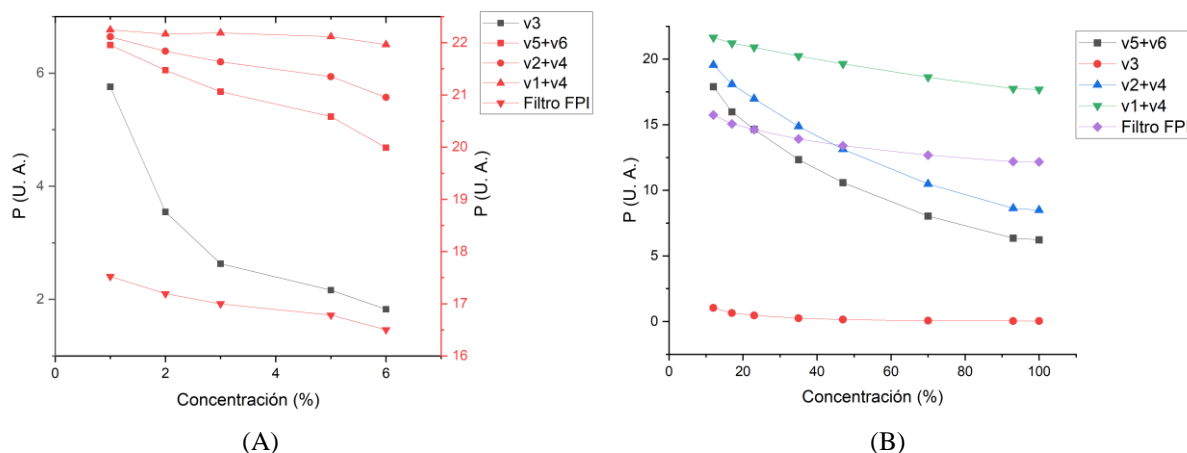 v3
v5+v6
v2+v4
v1+v4
Filtro FPI
P (U. A.)
6
4
2
22
21
20
19
18
17
16
P (U. A.)
0 2 4 6
Concentración (%)
(A)
v5+v6
v3
v2+v4
v1+v4
Filtro FPI
P (U. A.)
20
15
10
5
0
0 20 40 60 80 100
Concentración (%)
(B)